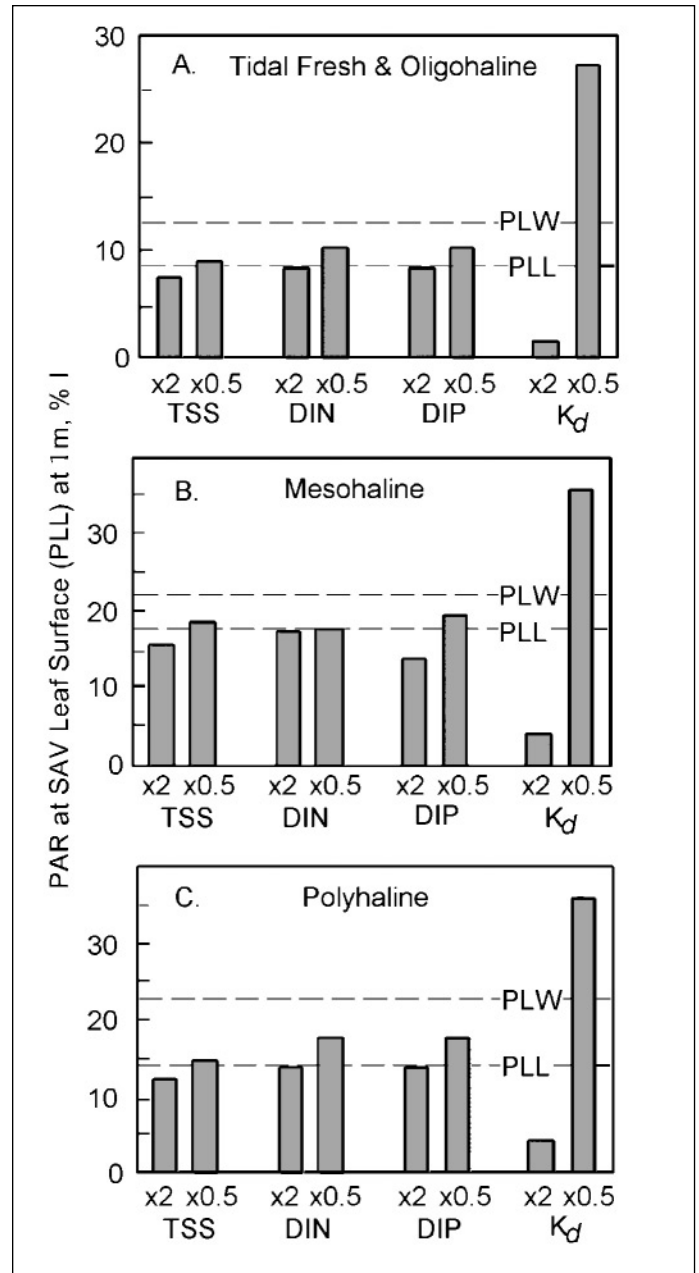 PAR at SAV Leaf Surface (PLL) at 1m, % I
A. Tidal Fresh & Oligohaline
30
20
PLW
10
PLL
0
x2 x0.5 x2 x0.5 x2 x0.5 x2 x0.5
TSS DIN DIP Kd
B. Mesohaline
30
PLW
20
PLL
10
0
x2 x0.5 x2 x0.5 x2 x0.5 x2 x0.5
TSS DIN DIP Kd
C. Polyhaline
30
PLW
20
PLL
10
0
x2 x0.5 x2 x0.5 x2 x0.5 x2 x0.5
TSS DIN DIP Kd